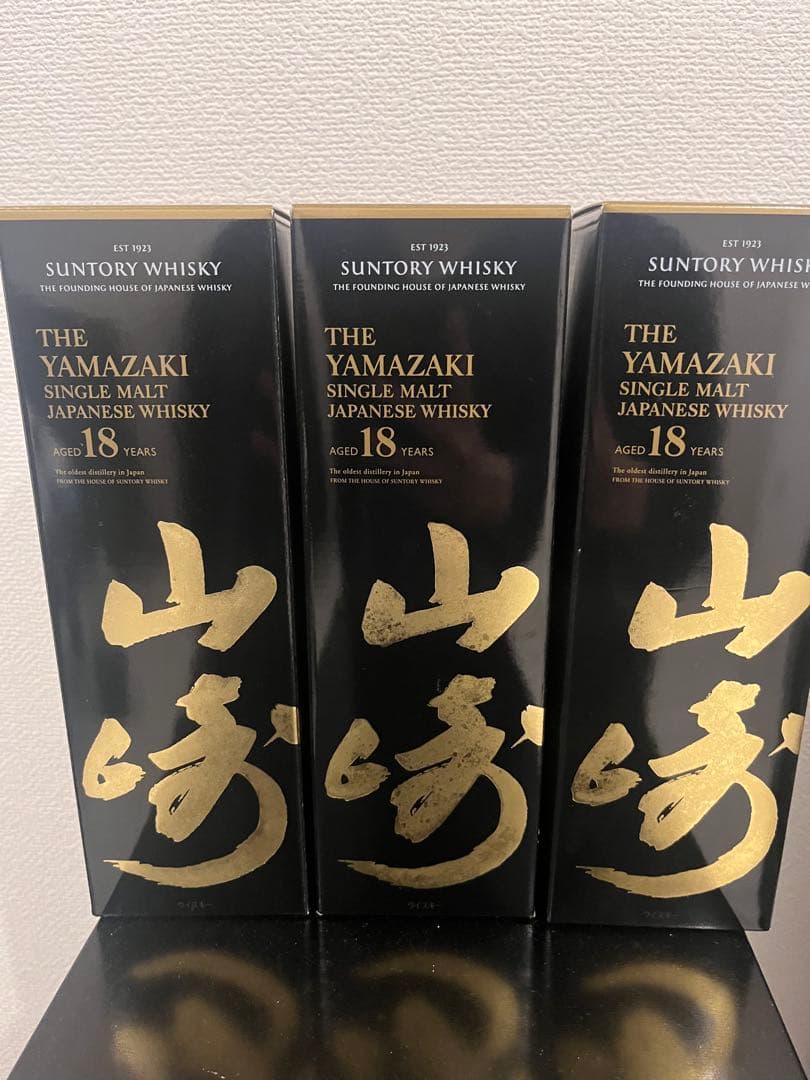 EST 1923
SUNTORY WHISKY
THE FOUNDING HOUSE OF JAPANESE WHISKY
THE
YAMAZAKI
SINGLE MALT
JAPANESE WHISKY
AGED 18 YEARS
The oldest distillery in Japan
FROM THE HOUSE OF SUNTORY WHISKY
山崎
ウイスキー
EST 1923
SUNTORY WHISKY
THE FOUNDING HOUSE OF JAPANESE WHISKY
THE
YAMAZAKI
SINGLE MALT
JAPANESE WHISKY
AGED 18 YEARS
The oldest distillery in Japan
FROM THE HOUSE OF SUNTORY WHISKY
山崎
ウイスキー
EST 1923
SUNTORY WHISK
THE FOUNDING HOUSE OF JAPANESE W
THE
YAMAZAKI
SINGLE MALT
JAPANESE WHISKY
AGED 18 YEARS
The oldest distillery in Japan
FROM THE HOUSE OF SUNTORY WHISKY
山崎
ウイスキー